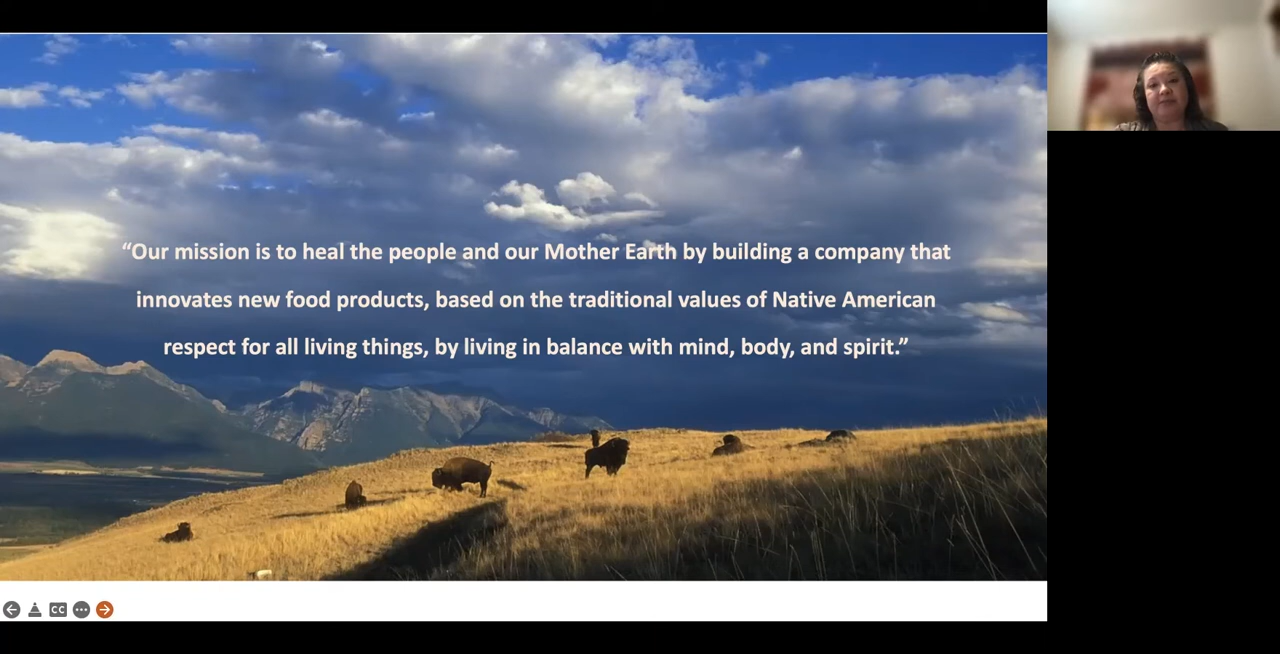 “Our mission is to heal the people and our Mother Earth by building a company that
innovates new food products, based on the traditional values of Native American
respect for all living things, by living in balance with mind, body, and spirit.”
CC